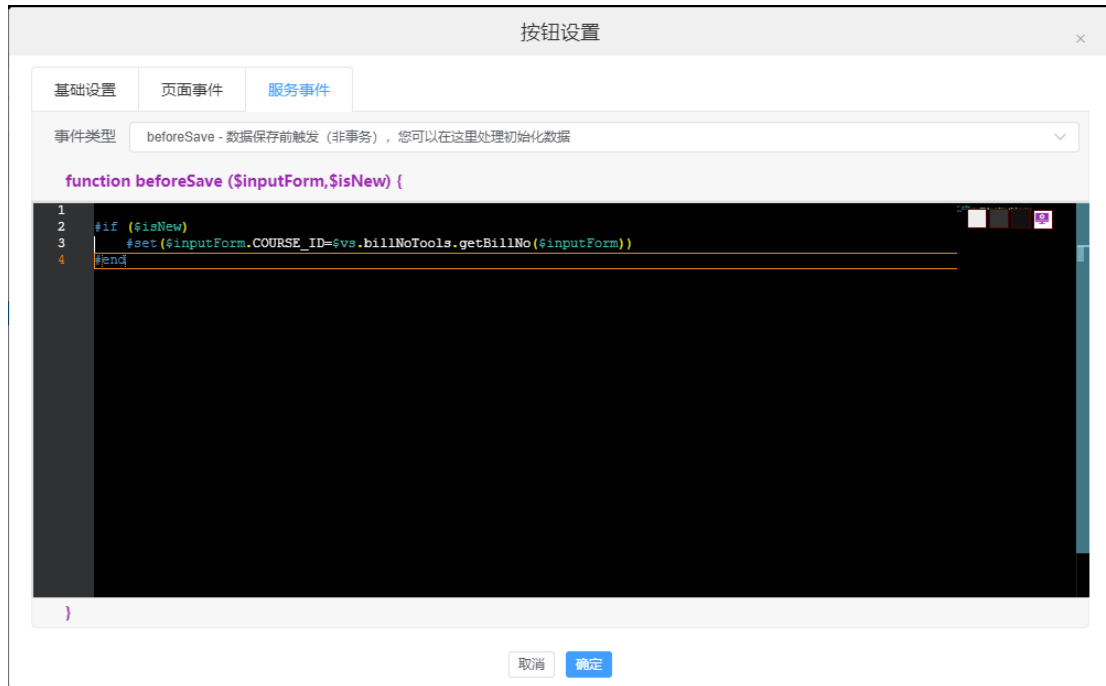 按钮设置
×
基础设置 页面事件 服务事件
事件类型 beforeSave - 数据保存前触发（非事务）, 您可以在这里处理初始化数据
function beforeSave ($inputForm,$isNew) {
1
2 #if ($isNew)
3 #set($inputForm.COURSE_ID=$vs.billNoTools.getBillNo($inputForm))
4 #end
}
取消 确定